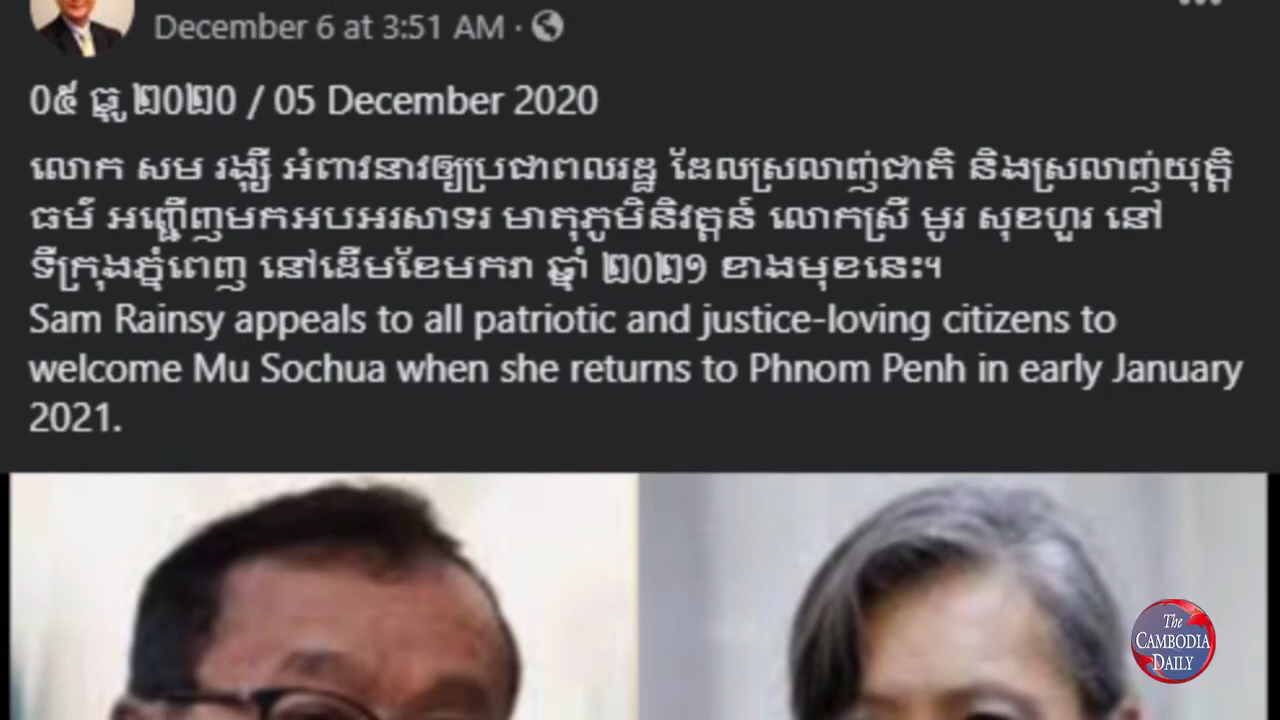 December 6 at 3:51 AM ·
0៥ ធ្នូ ២០២០ / 05 December 2020
លោក សម រង្ស៊ី អំពាវនាវឲ្យប្រជាពលរដ្ឋ ដែលស្រលាញ់ជាតិ និងស្រលាញ់យុត្តិ
ធម៌ អញ្ជើញមកអបអរសាទរ មាតុភូមិនិវត្តន៍ លោកស្រី មូរ សុខហួរ នៅ
ទីក្រុងភ្នំពេញ នៅដើមខែមករា ឆ្នាំ ២០២១ ខាងមុខនេះ។
Sam Rainsy appeals to all patriotic and justice-loving citizens to
welcome Mu Sochua when she returns to Phnom Penh in early January
2021.
The
CAMBODIA
DAILY